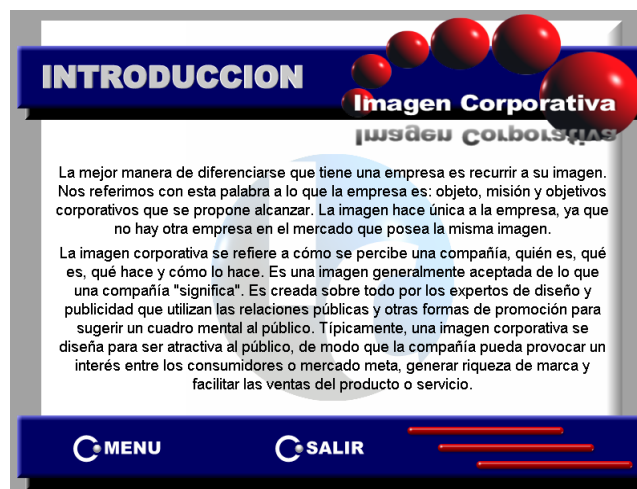 INTRODUCCION
Imagen Corporativa
Imagen Corporativa
La mejor manera de diferenciarse que tiene una empresa es recurrir a su imagen.
Nos referimos con esta palabra a lo que la empresa es: objeto, misión y objetivos
corporativos que se propone alcanzar. La imagen hace única a la empresa, ya que
no hay otra empresa en el mercado que posea la misma imagen.
La imagen corporativa se refiere a cómo se percibe una compañía, quién es, qué
es, qué hace y cómo lo hace. Es una imagen generalmente aceptada de lo que
una compañía "significa". Es creada sobre todo por los expertos de diseño y
publicidad que utilizan las relaciones públicas y otras formas de promoción para
sugerir un cuadro mental al público. Típicamente, una imagen corporativa se
diseña para ser atractiva al público, de modo que la compañía pueda provocar un
interés entre los consumidores o mercado meta, generar riqueza de marca y
facilitar las ventas del producto o servicio.
MENU
SALIR